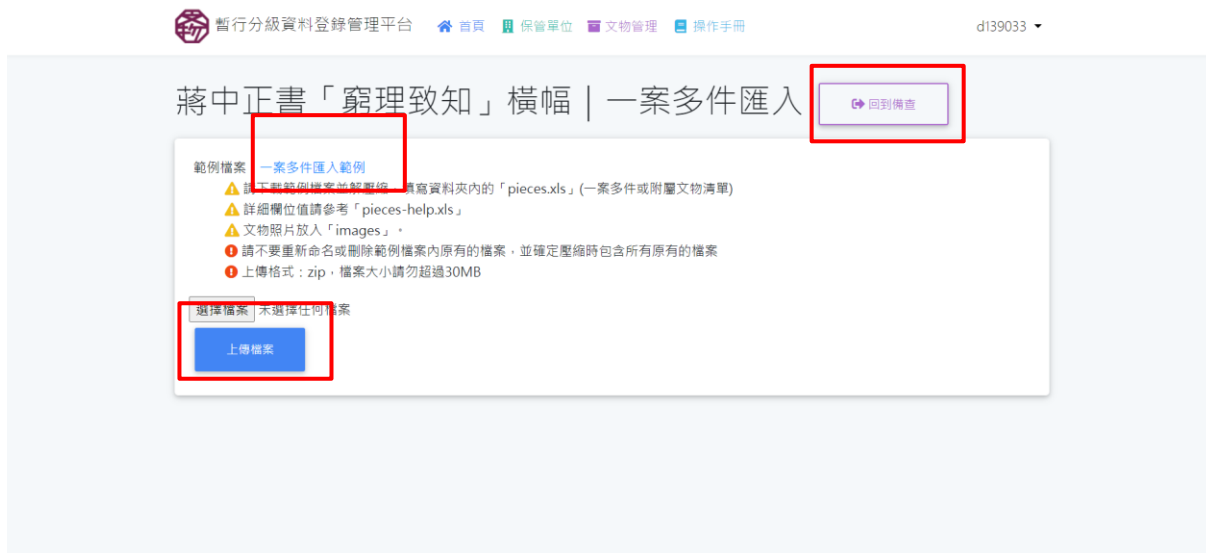 暫行分級資料登錄管理平台 首頁 保管單位 文物管理 操作手冊 d139033
蔣中正書「窮理致知」橫幅 | 一案多件匯入 回到備查
範例檔案 一案多件匯入範例
請下載範例檔案並解壓縮，填寫資料夾內的「pieces.xls」(一案多件或附屬文物清單)
詳細欄位值請參考「pieces-help.xls」
文物照片放入「images」。
請不要重新命名或刪除範例檔案內原有的檔案，並確定壓縮時包含所有原有的檔案
上傳格式：zip，檔案大小請勿超過30MB
選擇檔案 未選擇任何檔案
上傳檔案